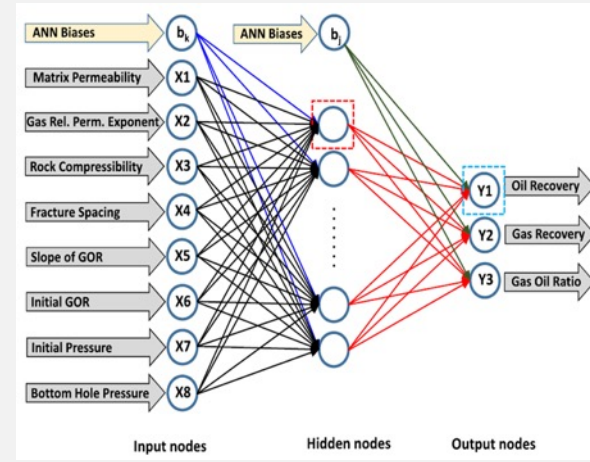 ANN Biases
b_k
ANN Biases
b_j
Matrix Permeability
X1
Gas Rel. Perm. Exponent
X2
Rock Compressibility
X3
Fracture Spacing
X4
Slope of GOR
X5
Initial GOR
X6
Initial Pressure
X7
Bottom Hole Pressure
X8
Y1
Oil Recovery
Y2
Gas Recovery
Y3
Gas Oil Ratio
Input nodes
Hidden nodes
Output nodes